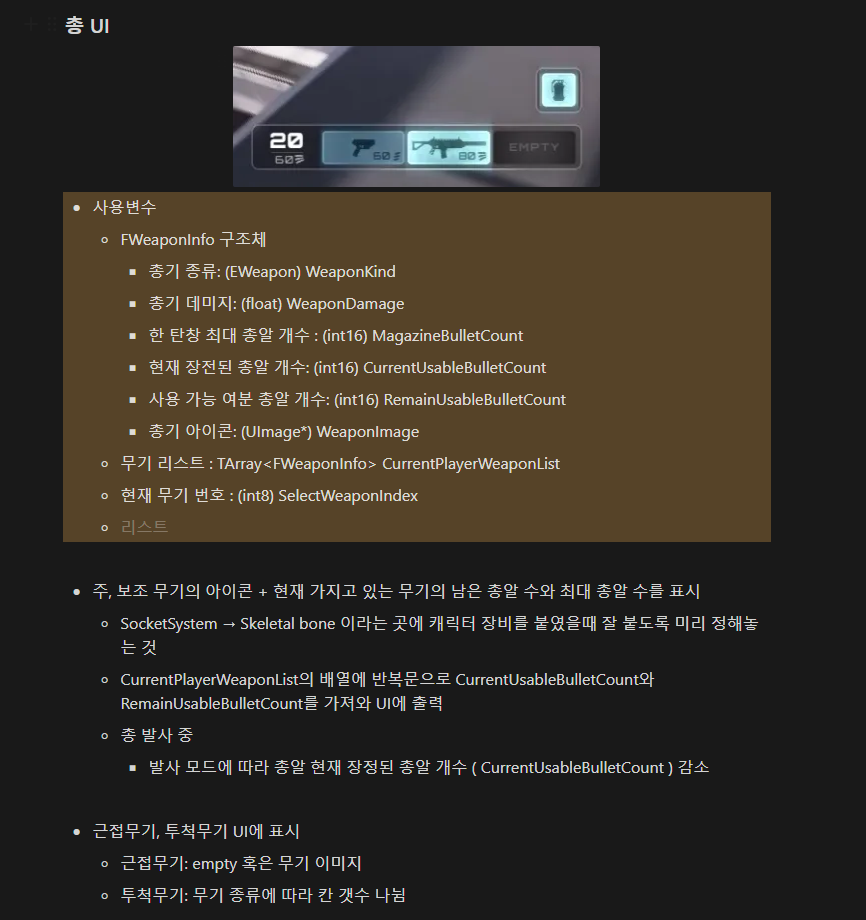 총 UI
20
60
60
80
EMPTY
사용변수
FWeaponInfo 구조체
총기 종류: (EWeapon) WeaponKind
총기 데미지: (float) WeaponDamage
한 탄창 최대 총알 개수 : (int16) MagazineBulletCount
현재 장전된 총알 개수: (int16) CurrentUsableBulletCount
사용 가능 여분 총알 개수: (int16) RemainUsableBulletCount
총기 아이콘: (UImage*) WeaponImage
무기 리스트 : TArray<FWeaponInfo> CurrentPlayerWeaponList
현재 무기 번호 : (int8) SelectWeaponIndex
리스트
주, 보조 무기의 아이콘 + 현재 가지고 있는 무기의 남은 총알 수와 최대 총알 수를 표시
SocketSystem → Skeletal bone 이라는 곳에 캐릭터 장비를 붙였을때 잘 붙도록 미리 정해놓
는 것
CurrentPlayerWeaponList의 배열에 반복문으로 CurrentUsableBulletCount와
RemainUsableBulletCount를 가져와 UI에 출력
총 발사 중
발사 모드에 따라 총알 현재 장정된 총알 개수 ( CurrentUsableBulletCount ) 감소
근접무기, 투척무기 UI에 표시
근접무기: empty 혹은 무기 이미지
투척무기: 무기 종류에 따라 칸 갯수 나뉨